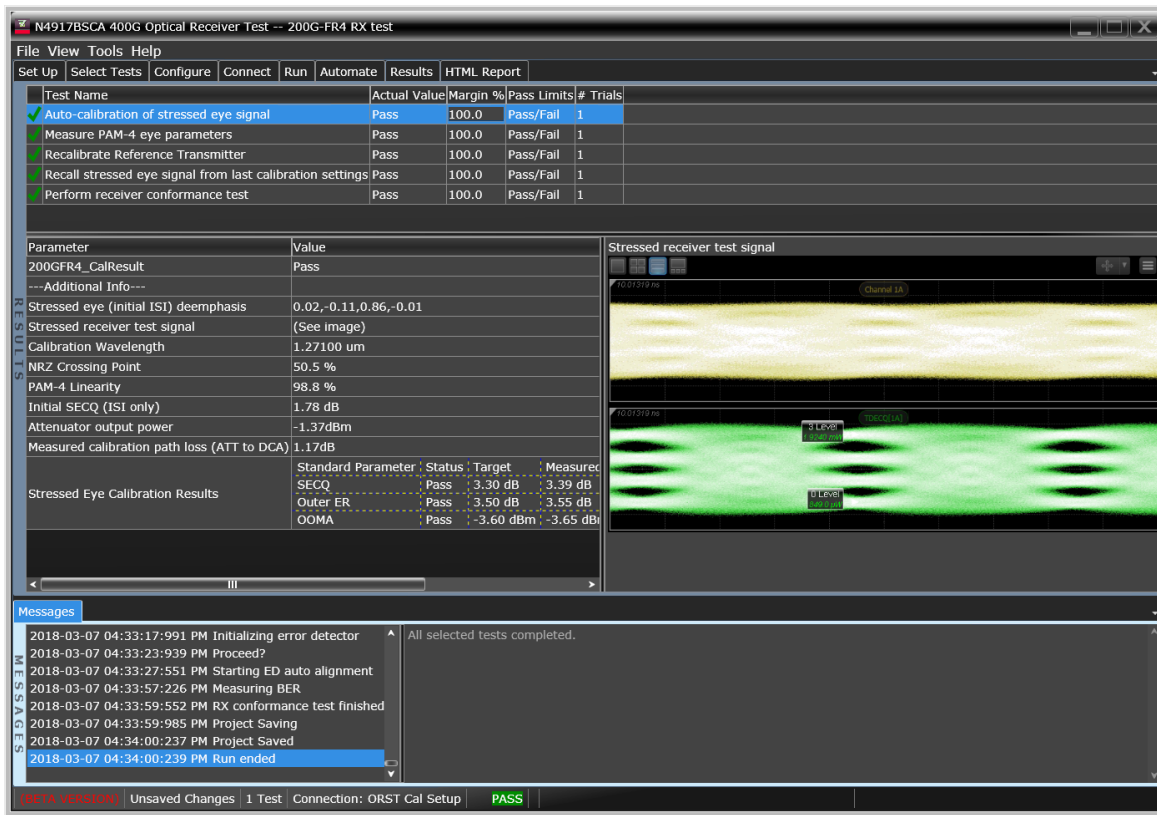 N4917BSCA 400G Optical Receiver Test -- 200G-FR4 RX test
File View Tools Help
Set Up Select Tests Configure Connect Run Automate Results HTML Report
Test Name Actual Value Margin % Pass Limits # Trials
Auto-calibration of stressed eye signal Pass 100.0 Pass/Fail 1
Measure PAM-4 eye parameters Pass 100.0 Pass/Fail 1
Recalibrate Reference Transmitter Pass 100.0 Pass/Fail 1
Recall stressed eye signal from last calibration settings Pass 100.0 Pass/Fail 1
Perform receiver conformance test Pass 100.0 Pass/Fail 1
RESULTS
Parameter Value
200GFR4_CalResult Pass
---Additional Info---
Stressed eye (initial ISI) deemphasis 0.02,-0.11,0.86,-0.01
Stressed receiver test signal (See image)
Calibration Wavelength 1.27100 um
NRZ Crossing Point 50.5 %
PAM-4 Linearity 98.8 %
Initial SECQ (ISI only) 1.78 dB
Attenuator output power -1.37dBm
Measured calibration path loss (ATT to DCA) 1.17dB
Stressed Eye Calibration Results
Standard Parameter Status Target Measured
SECQ Pass 3.30 dB 3.39 dB
Outer ER Pass 3.50 dB 3.55 dB
OOMA Pass -3.60 dBm -3.65 dBm
Stressed receiver test signal
10.01319 ns
Channel 1A
10.01319 ns
TDECQ[1A]
3 Level
0 Level
Messages
MESSAGES
2018-03-07 04:33:17:991 PM Initializing error detector
2018-03-07 04:33:23:939 PM Proceed?
2018-03-07 04:33:27:551 PM Starting ED auto alignment
2018-03-07 04:33:57:226 PM Measuring BER
2018-03-07 04:33:59:552 PM RX conformance test finished
2018-03-07 04:33:59:985 PM Project Saving
2018-03-07 04:34:00:237 PM Project Saved
2018-03-07 04:34:00:239 PM Run ended
All selected tests completed.
[BETA VERSION] Unsaved Changes 1 Test Connection: ORST Cal Setup PASS